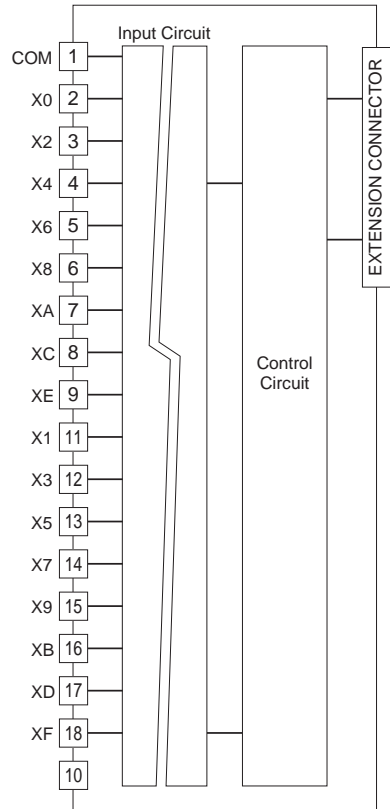 Input Circuit
COM 1
X0 2
X2 3
X4 4
X6 5
X8 6
XA 7
XC 8
XE 9
X1 11
X3 12
X5 13
X7 14
X9 15
XB 16
XD 17
XF 18
10
Control
Circuit
EXTENSION CONNECTOR